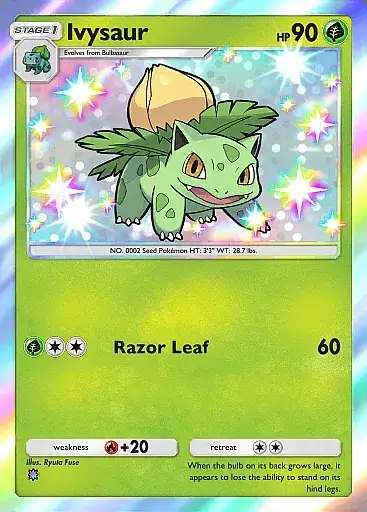 STAGE 1
Ivysaur
HP 90
Evolves from Bulbasaur
NO. 0002 Seed Pokémon HT: 3'3" WT: 28.7 lbs.
Razor Leaf 60
weakness +20
retreat
Illus. Ryuta Fuse
When the bulb on its back grows large, it
appears to lose the ability to stand on its
hind legs.